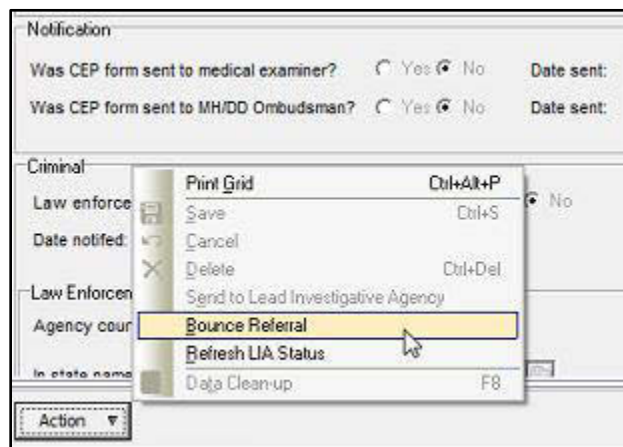 Notification
Was CEP form sent to medical examiner? Yes No Date sent:
Was CEP form sent to MH/DD Ombudsman? Yes No Date sent:
Criminal
Print Grid Ctrl+Alt+P
Law enforce No
Save Ctrl+S
Date notifed:
Cancel
Delete Ctrl+Del
Law Enforcen
Send to Lead Investigative Agency
Agency cour
Bounce Referral
Refresh LIA Status
In state name
Data Clean-up F8
Action